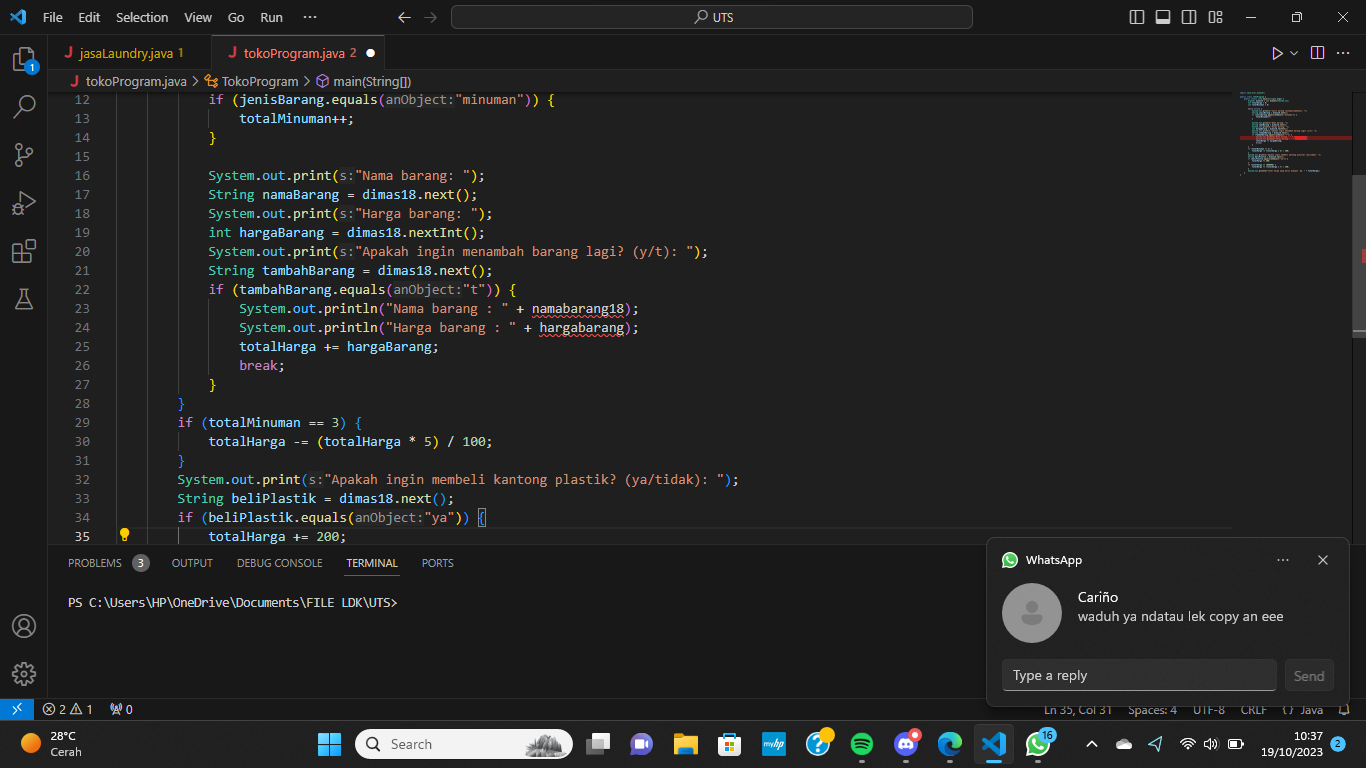 File Edit Selection View Go Run ··· UTS
jasaLaundry.java 1 tokoProgram.java 2
tokoProgram.java > TokoProgram > main(String[])
12 if (jenisBarang.equals(anObject:"minuman")) {
13 totalMinuman++;
14 }
15
16 System.out.print(s:"Nama barang: ");
17 String namaBarang = dimas18.next();
18 System.out.print(s:"Harga barang: ");
19 int hargaBarang = dimas18.nextInt();
20 System.out.print(s:"Apakah ingin menambah barang lagi? (y/t): ");
21 String tambahBarang = dimas18.next();
22 if (tambahBarang.equals(anObject:"t")) {
23 System.out.println("Nama barang : " + namabarang18);
24 System.out.println("Harga barang : " + hargabarang);
25 totalHarga += hargaBarang;
26 break;
27 }
28 }
29 if (totalMinuman == 3) {
30 totalHarga -= (totalHarga * 5) / 100;
31 }
32 System.out.print(s:"Apakah ingin membeli kantong plastik? (ya/tidak): ");
33 String beliPlastik = dimas18.next();
34 if (beliPlastik.equals(anObject:"ya")) {
35 totalHarga += 200;
PROBLEMS 3 OUTPUT DEBUG CONSOLE TERMINAL PORTS
PS C:\Users\HP\OneDrive\Documents\FILE LDK\UTS>
WhatsApp
Cariño
waduh ya ndatau lek copy an eee
Type a reply Send
2 1 0 Ln 35, Col 31 Spaces: 4 UTF-8 CRLF {} Java
28°C
Cerah
Search
myhp
16
10:37
19/10/2023 2
1